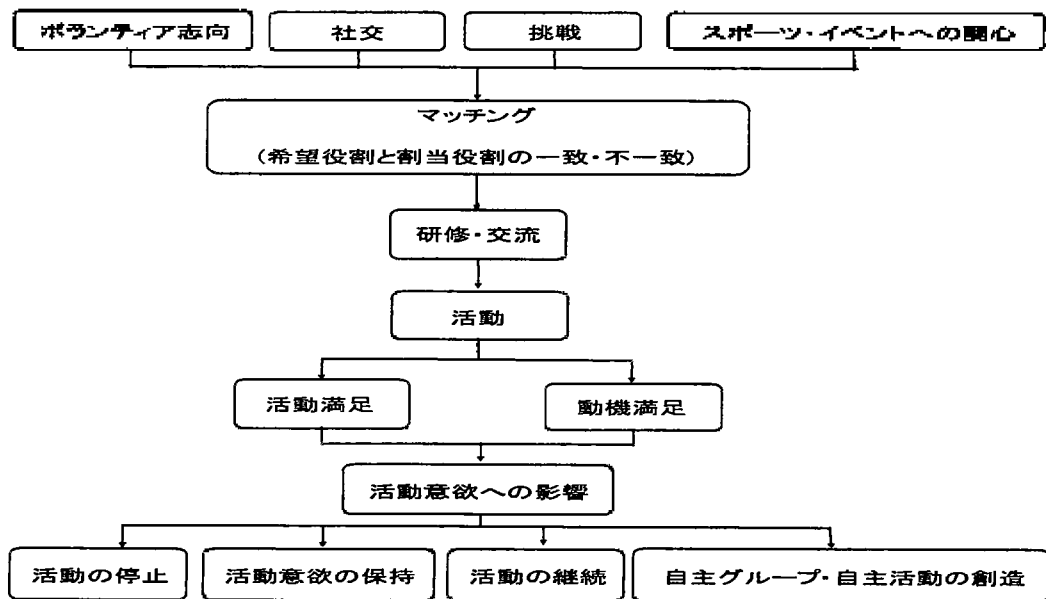 ボランティア志向
社交
挑戦
スポーツ・イベントへの関心
マッチング
(希望役割と割当役割の一致・不一致)
研修・交流
活動
活動満足
動機満足
活動意欲への影響
活動の停止
活動意欲の保持
活動の継続
自主グループ・自主活動の創造